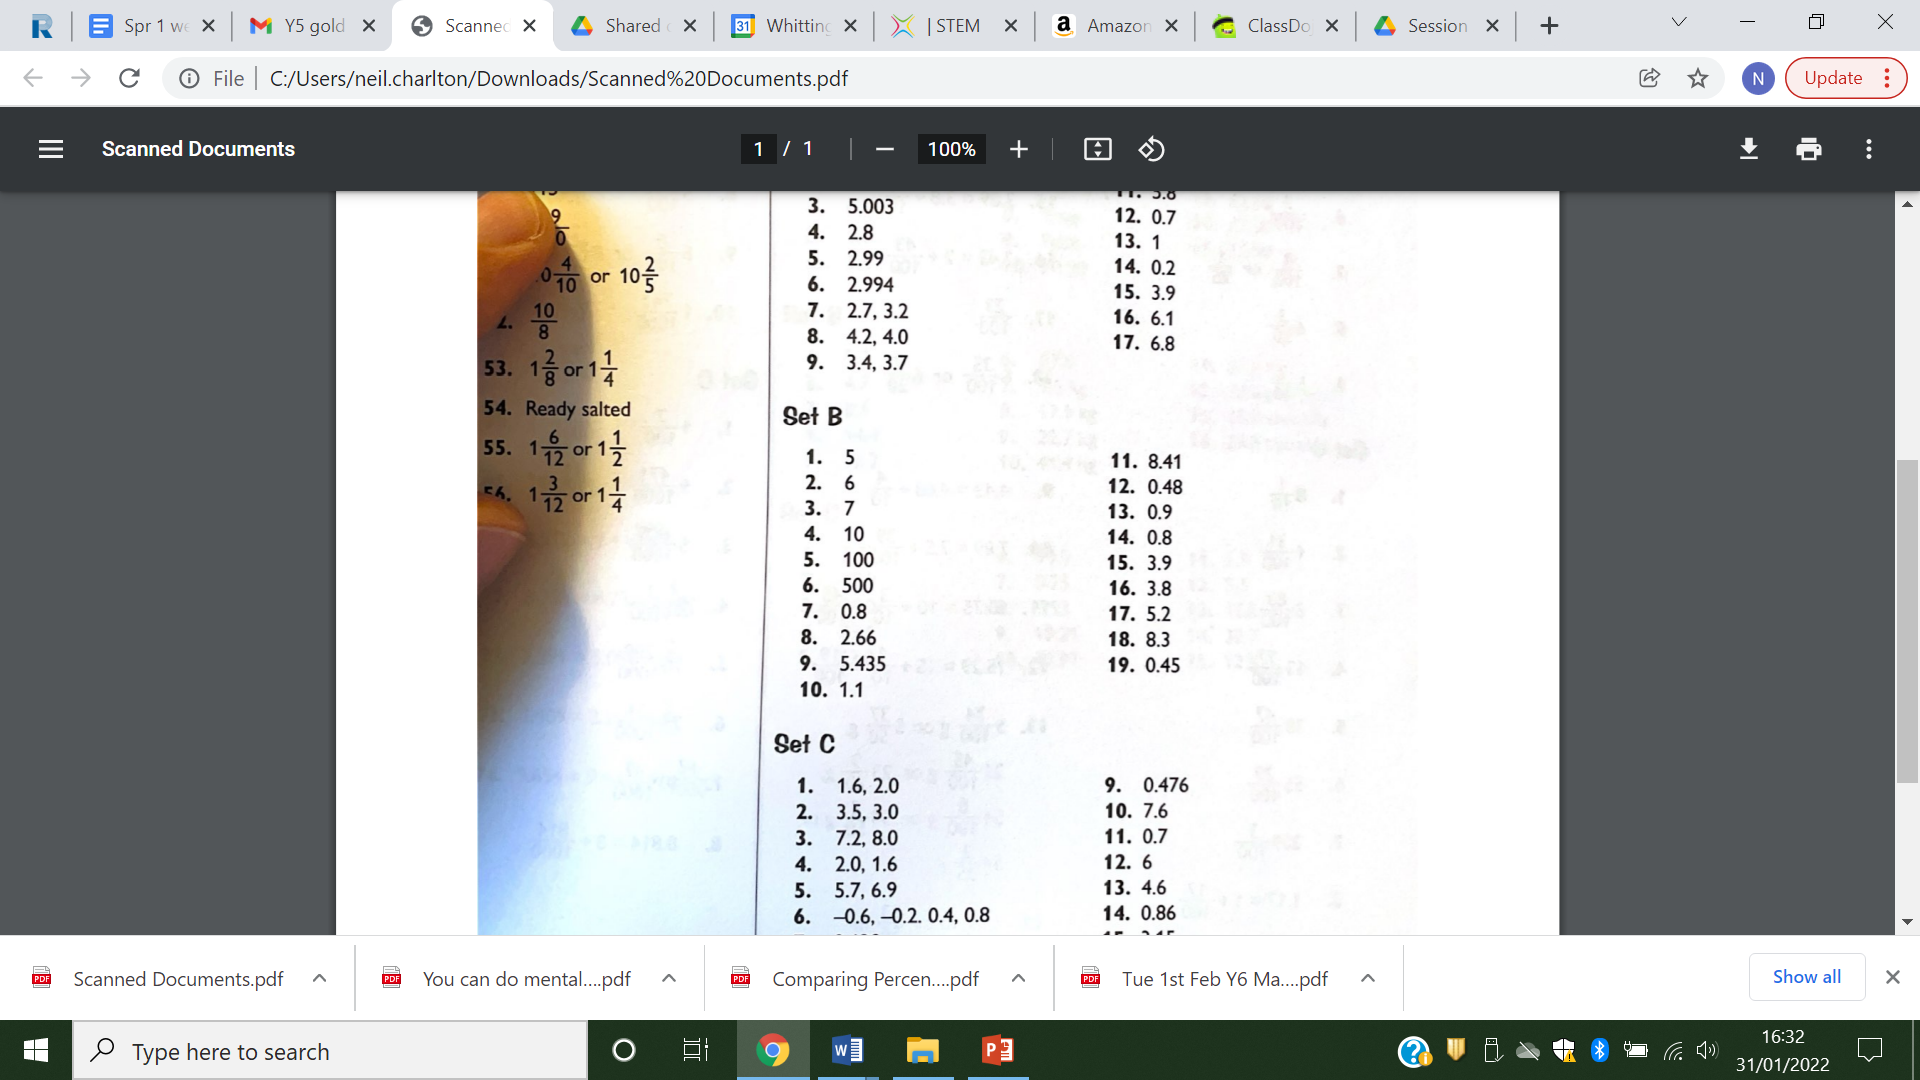 Spr 1 we
Y5 gold
Scanned
Shared
31 Whitting
| STEM
Amazon
ClassDo
Session
File | C:/Users/neil.charlton/Downloads/Scanned%20Documents.pdf
N
Update
Scanned Documents
1 / 1
100%
9/0
0 4/10 or 10 2/5
2. 10/8
53. 1 2/8 or 1 1/4
54. Ready salted
55. 1 6/12 or 1 1/2
56. 1 3/12 or 1 1/4
3. 5.003
4. 2.8
5. 2.99
6. 2.994
7. 2.7, 3.2
8. 4.2, 4.0
9. 3.4, 3.7
12. 0.7
13. 1
14. 0.2
15. 3.9
16. 6.1
17. 6.8
Set B
1. 5
2. 6
3. 7
4. 10
5. 100
6. 500
7. 0.8
8. 2.66
9. 5.435
10. 1.1
11. 8.41
12. 0.48
13. 0.9
14. 0.8
15. 3.9
16. 3.8
17. 5.2
18. 8.3
19. 0.45
Set C
1. 1.6, 2.0
2. 3.5, 3.0
3. 7.2, 8.0
4. 2.0, 1.6
5. 5.7, 6.9
6. –0.6, –0.2. 0.4, 0.8
9. 0.476
10. 7.6
11. 0.7
12. 6
13. 4.6
14. 0.86
Scanned Documents.pdf
You can do mental....pdf
Comparing Percen....pdf
Tue 1st Feb Y6 Ma....pdf
Show all
Type here to search
16:32
31/01/2022